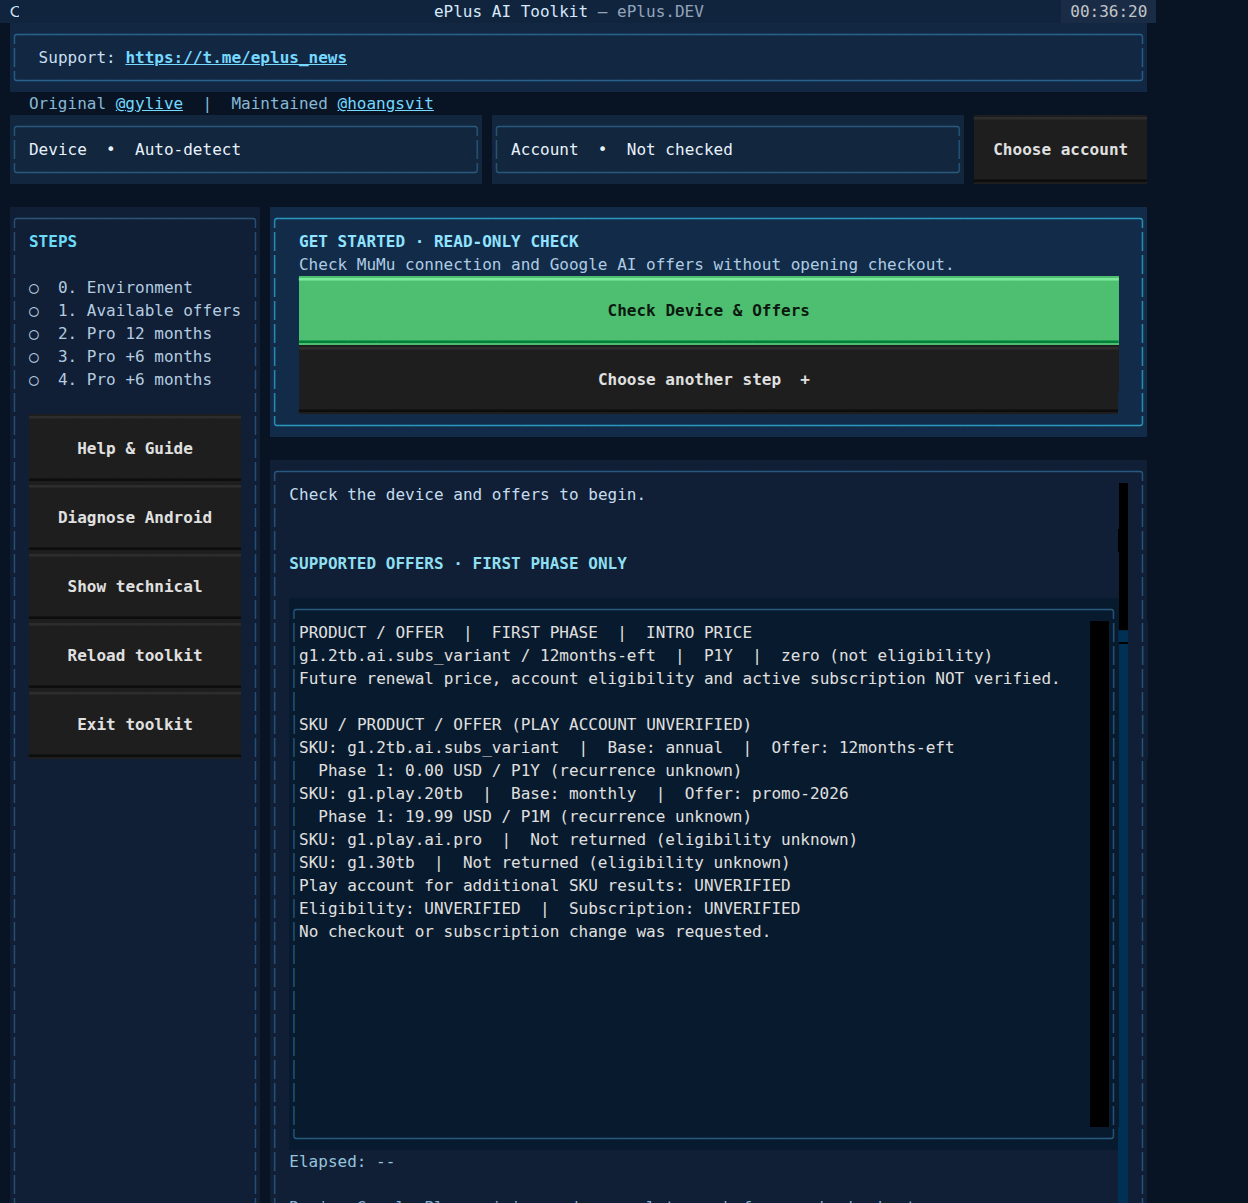 ePlus AI Toolkit — ePlus.DEV
00:36:20
Support: https://t.me/eplus_news
Original @gylive | Maintained @hoangsvit
Device • Auto-detect
Account • Not checked
Choose account
STEPS
○ 0. Environment
○ 1. Available offers
○ 2. Pro 12 months
○ 3. Pro +6 months
○ 4. Pro +6 months
Help & Guide
Diagnose Android
Show technical
Reload toolkit
Exit toolkit
GET STARTED · READ-ONLY CHECK
Check MuMu connection and Google AI offers without opening checkout.
Check Device & Offers
Choose another step +
Check the device and offers to begin.
SUPPORTED OFFERS · FIRST PHASE ONLY
PRODUCT / OFFER | FIRST PHASE | INTRO PRICE
g1.2tb.ai.subs_variant / 12months-eft | P1Y | zero (not eligibility)
Future renewal price, account eligibility and active subscription NOT verified.
SKU / PRODUCT / OFFER (PLAY ACCOUNT UNVERIFIED)
SKU: g1.2tb.ai.subs_variant | Base: annual | Offer: 12months-eft
Phase 1: 0.00 USD / P1Y (recurrence unknown)
SKU: g1.play.20tb | Base: monthly | Offer: promo-2026
Phase 1: 19.99 USD / P1M (recurrence unknown)
SKU: g1.play.ai.pro | Not returned (eligibility unknown)
SKU: g1.30tb | Not returned (eligibility unknown)
Play account for additional SKU results: UNVERIFIED
Eligibility: UNVERIFIED | Subscription: UNVERIFIED
No checkout or subscription change was requested.
Elapsed: --